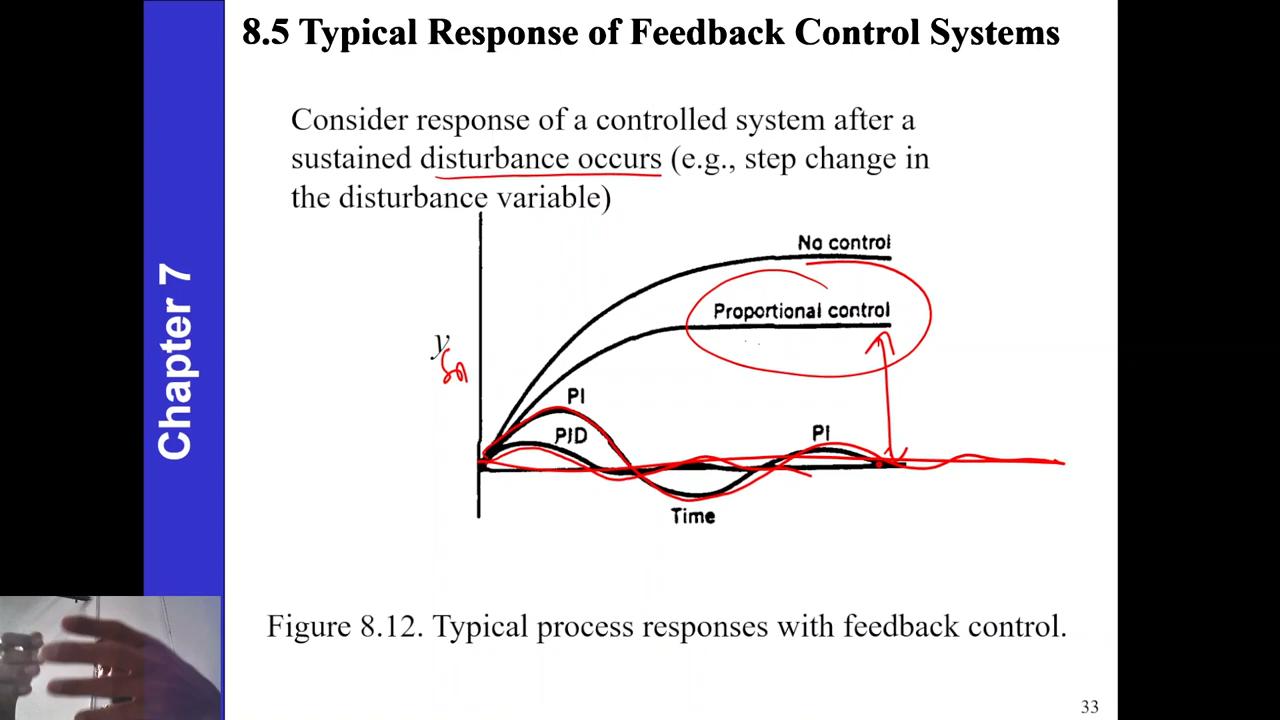 8.5 Typical Response of Feedback Control Systems
Consider response of a controlled system after a
sustained disturbance occurs (e.g., step change in
the disturbance variable)
No control
Proportional control
y
PI
PID
PI
Time
Figure 8.12. Typical process responses with feedback control.
Chapter 7
33